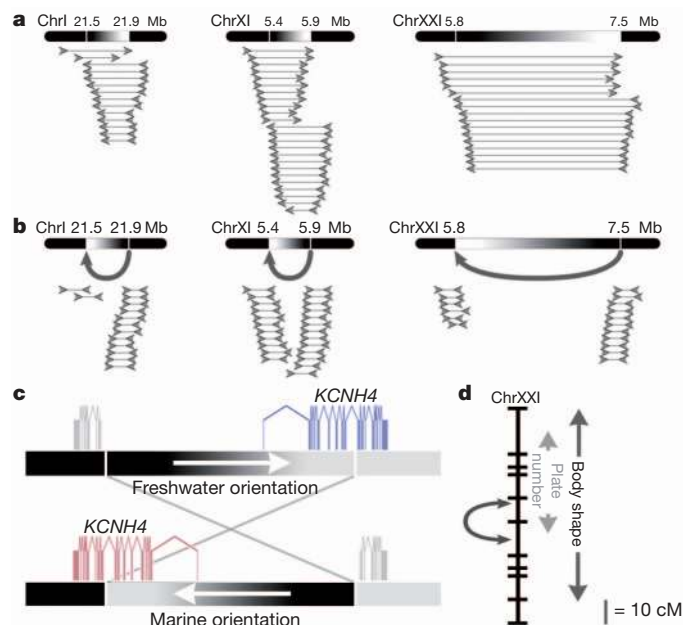 a
ChrI 21.5 21.9 Mb
ChrXI 5.4 5.9 Mb
ChrXXI 5.8 7.5 Mb
b
ChrI 21.5 21.9 Mb
ChrXI 5.4 5.9 Mb
ChrXXI 5.8 7.5 Mb
c
KCNH4
Freshwater orientation
KCNH4
Marine orientation
d
ChrXXI
Plate
number
Body shape
= 10 cM